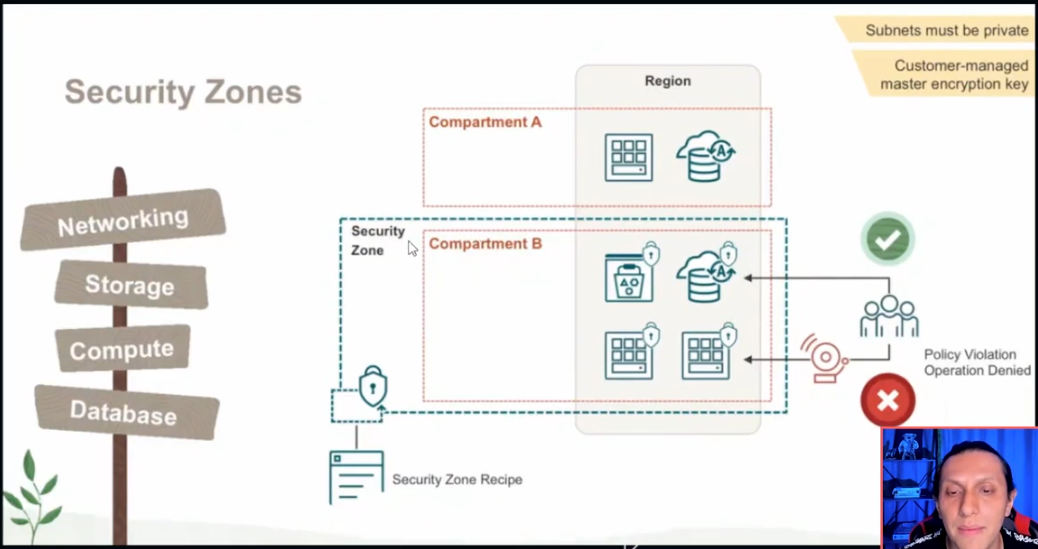 Subnets must be private
Customer-managed
master encryption key
Security Zones
Region
Compartment A
Security
Zone
Compartment B
Networking
Storage
Compute
Database
Policy Violation
Operation Denied
Security Zone Recipe
A
A